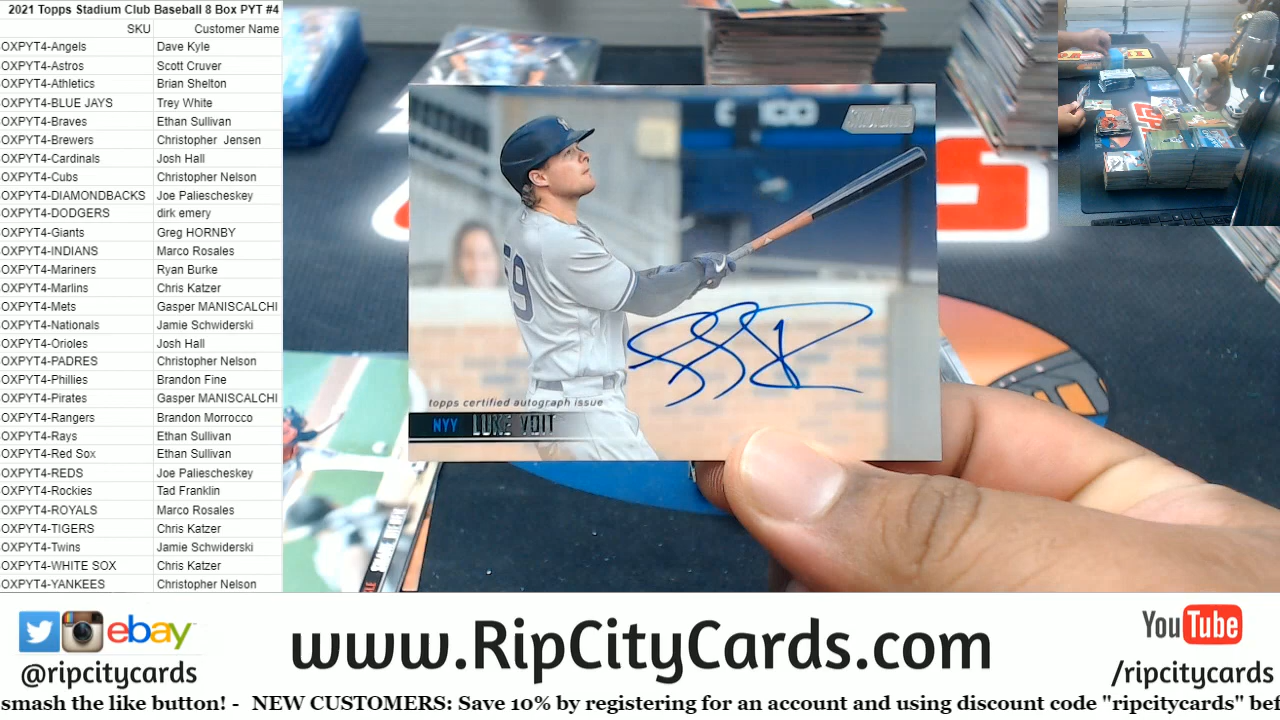 2021 Topps Stadium Club Baseball 8 Box PYT #4
SKU Customer Name
OXPYT4-Angels Dave Kyle
OXPYT4-Astros Scott Cruver
OXPYT4-Athletics Brian Shelton
OXPYT4-BLUE JAYS Trey White
OXPYT4-Braves Ethan Sullivan
OXPYT4-Brewers Christopher Jensen
OXPYT4-Cardinals Josh Hall
OXPYT4-Cubs Christopher Nelson
OXPYT4-DIAMONDBACKS Joe Paliescheskey
OXPYT4-DODGERS dirk emery
OXPYT4-Giants Greg HORNBY
OXPYT4-INDIANS Marco Rosales
OXPYT4-Mariners Ryan Burke
OXPYT4-Marlins Chris Katzer
OXPYT4-Mets Gasper MANISCALCHI
OXPYT4-Nationals Jamie Schwiderski
OXPYT4-Orioles Josh Hall
OXPYT4-PADRES Christopher Nelson
OXPYT4-Phillies Brandon Fine
OXPYT4-Pirates Gasper MANISCALCHI
OXPYT4-Rangers Brandon Morrocco
OXPYT4-Rays Ethan Sullivan
OXPYT4-Red Sox Ethan Sullivan
OXPYT4-REDS Joe Paliescheskey
OXPYT4-Rockies Tad Franklin
OXPYT4-ROYALS Marco Rosales
OXPYT4-TIGERS Chris Katzer
OXPYT4-Twins Jamie Schwiderski
OXPYT4-WHITE SOX Chris Katzer
OXPYT4-YANKEES Christopher Nelson
59
topps certified autograph issue
NYY LUKE VOIT
ebay
@ripcitycards
www.RipCityCards.com
YouTube
/ripcitycards
smash the like button! - NEW CUSTOMERS: Save 10% by registering for an account and using discount code "ripcitycards" bef